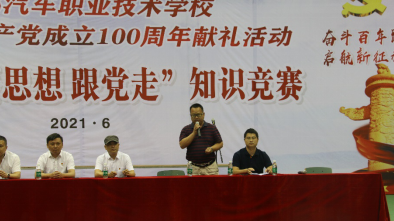 汽车职业技术学校
产党成立100周年献礼活动
思想 跟党走”知识竞赛
2021·6
奋斗百年
启航新征